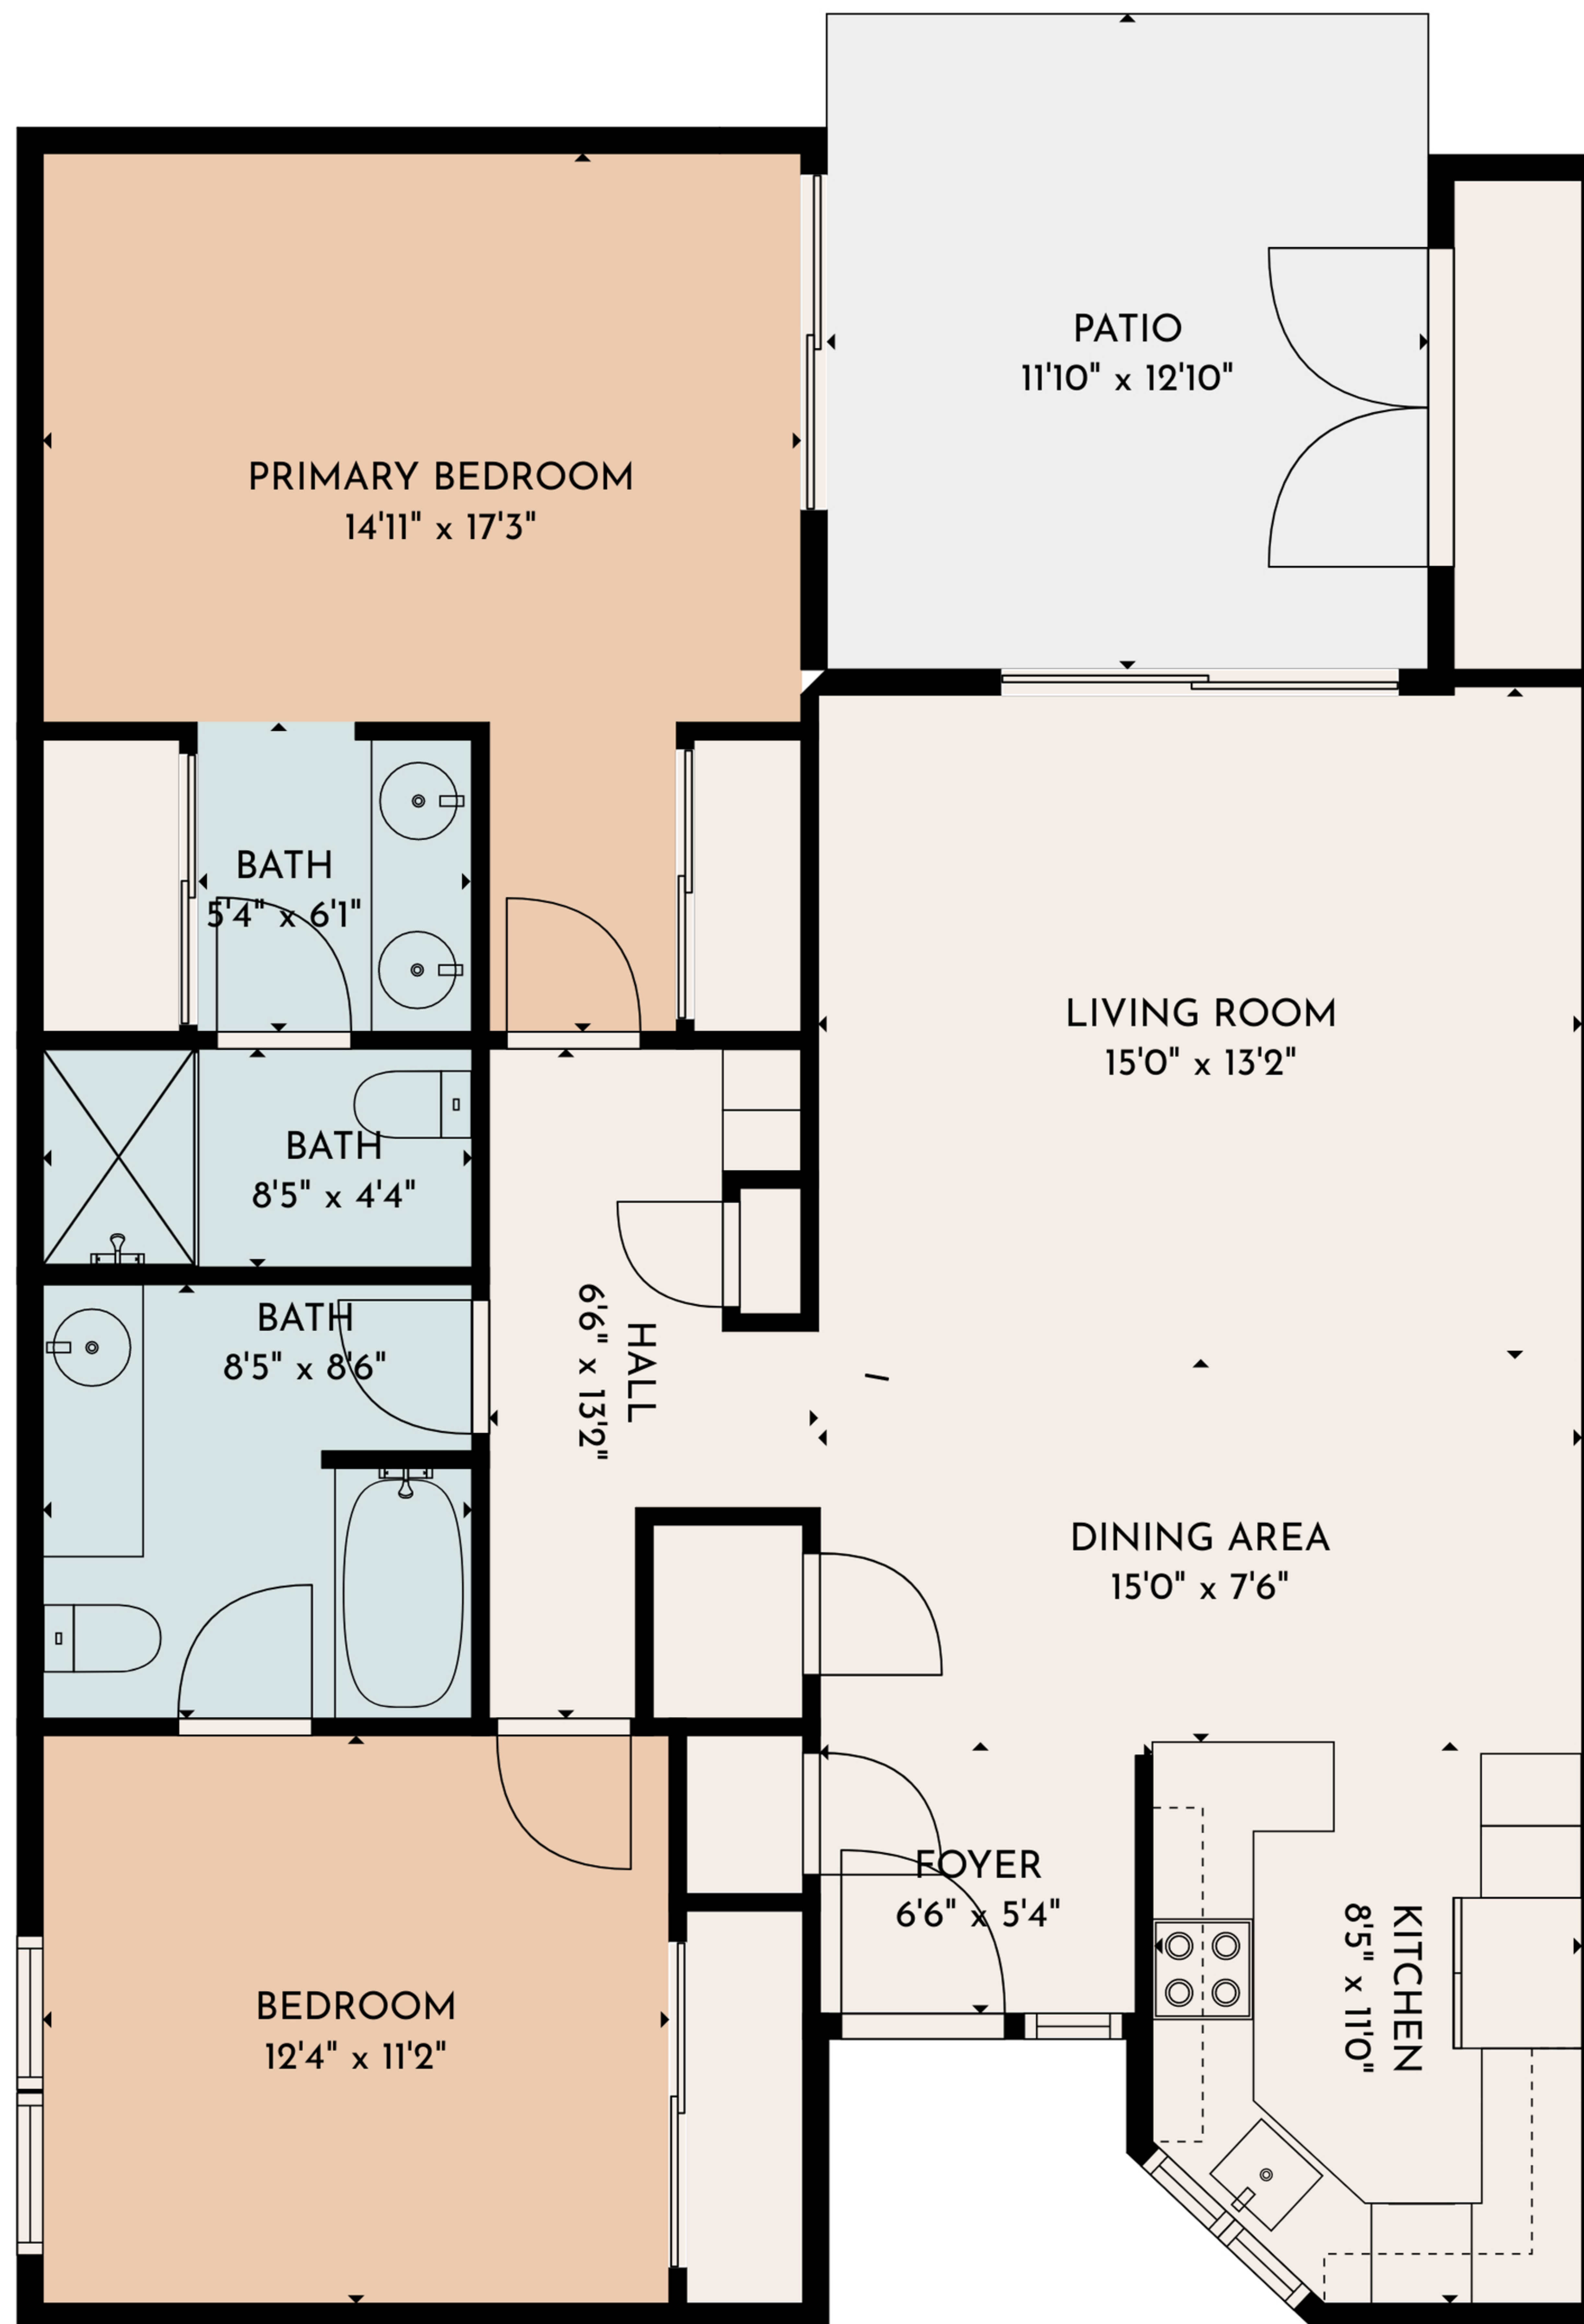 PATIO
11'10" x 12'10"
PRIMARY BEDROOM
14'11" x 17'3"
BATH
5'4" x 6'1"
LIVING ROOM
15'0" x 13'2"
BATH
8'5" x 4'4"
BATH
8'5" x 8'6"
HALL
6'6" x 13'2"
DINING AREA
15'0" x 7'6"
FOYER
6'6" x 5'4"
KITCHEN
8'5" x 11'0"
BEDROOM
12'4" x 11'2"